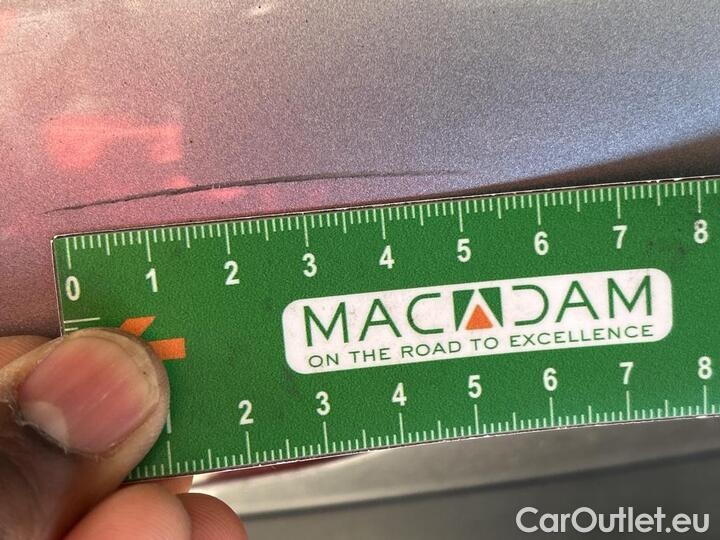 0 1 2 3 4 5 6 7 8
MACADAM
ON THE ROAD TO EXCELLENCE
2 3 4 5 6 7 8
CarOutlet.eu